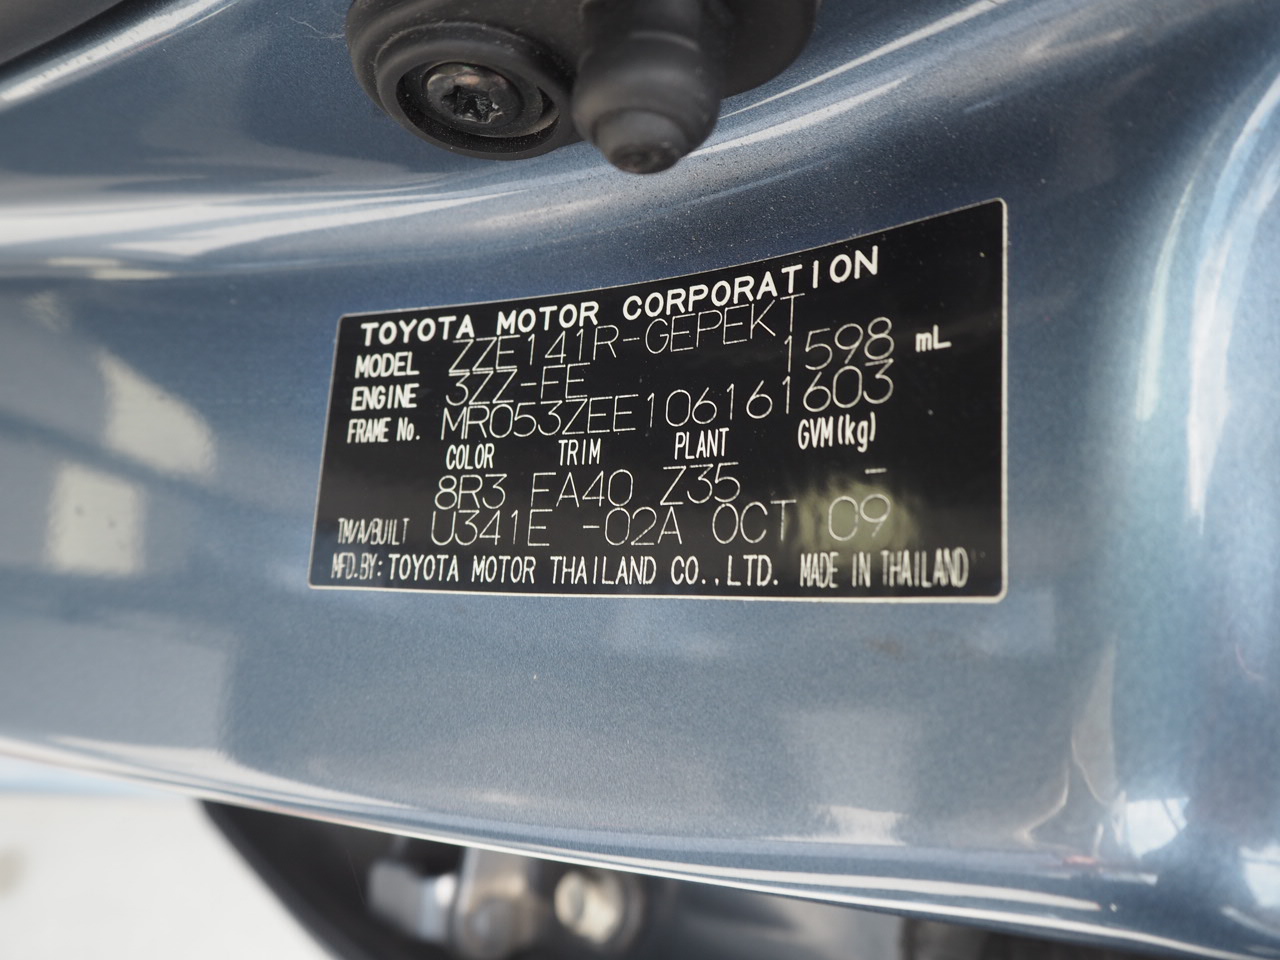 TOYOTA MOTOR CORPORATION
MODEL ZZE141R-GEPEKT
ENGINE 3ZZ-FE 1598 mL
FRAME No. MR053ZEE106161603
COLOR TRIM PLANT GVM(kg)
8R3 FA40 Z35 -
TM/A/BUILT U341E -02A OCT 09
MFD.BY: TOYOTA MOTOR THAILAND CO.,LTD. MADE IN THAILAND